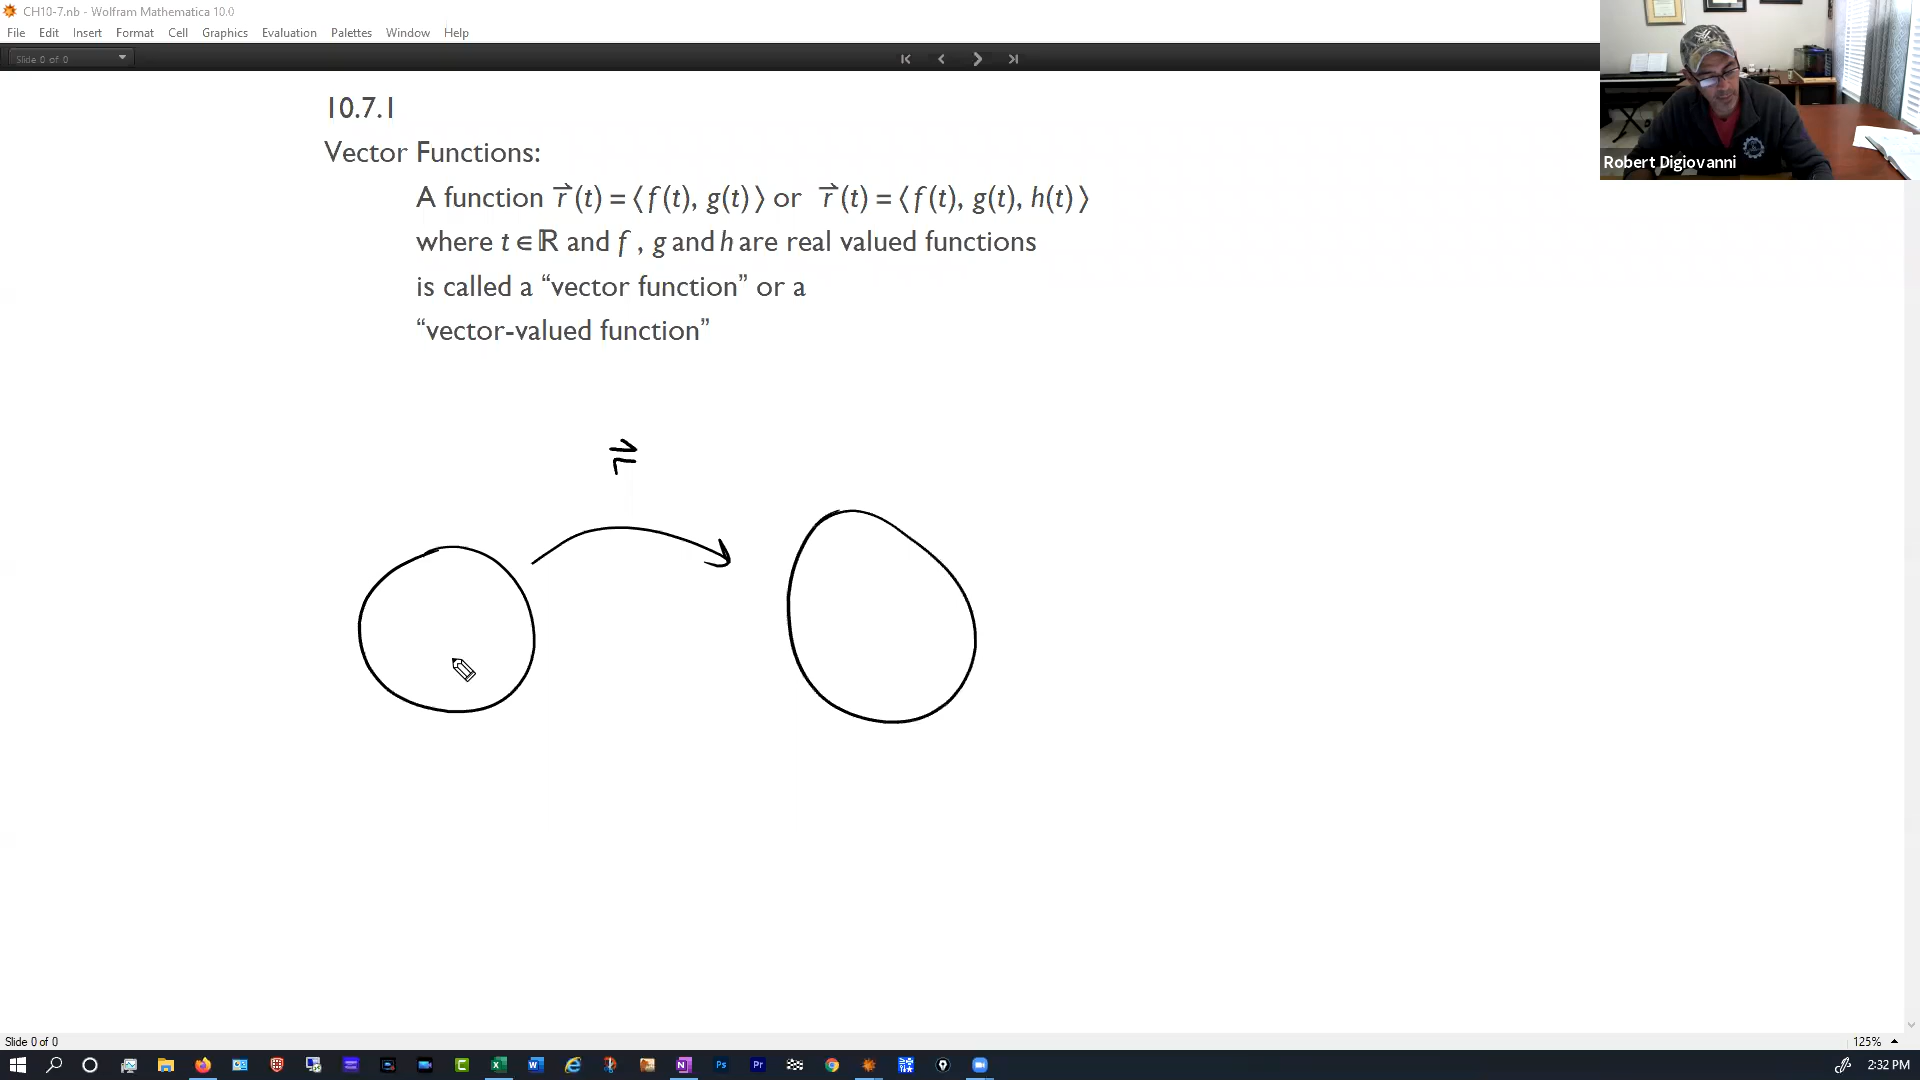 CH10-7.nb - Wolfram Mathematica 10.0
File Edit Insert Format Cell Graphics Evaluation Palettes Window Help
Slide 0 of 0
10.7.1
Vector Functions:
A function r⃗(t) = ⟨f(t), g(t)⟩ or r⃗(t) = ⟨f(t), g(t), h(t)⟩
where t ∈ ℝ and f , g and h are real valued functions
is called a “vector function” or a
“vector-valued function”
r⃗
Robert Digiovanni
Slide 0 of 0
125%
2:32 PM